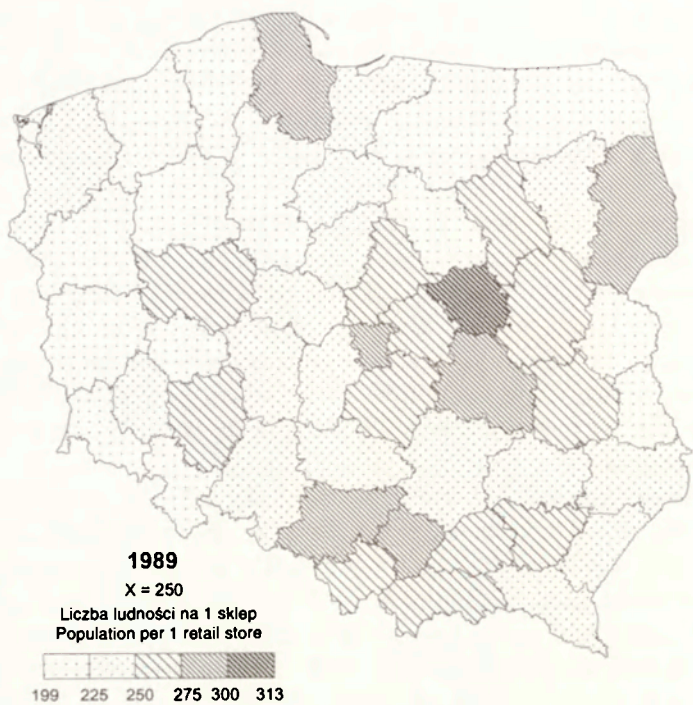 1989
X = 250
Liczba ludności na 1 sklep
Population per 1 retail store
199 225 250 275 300 313